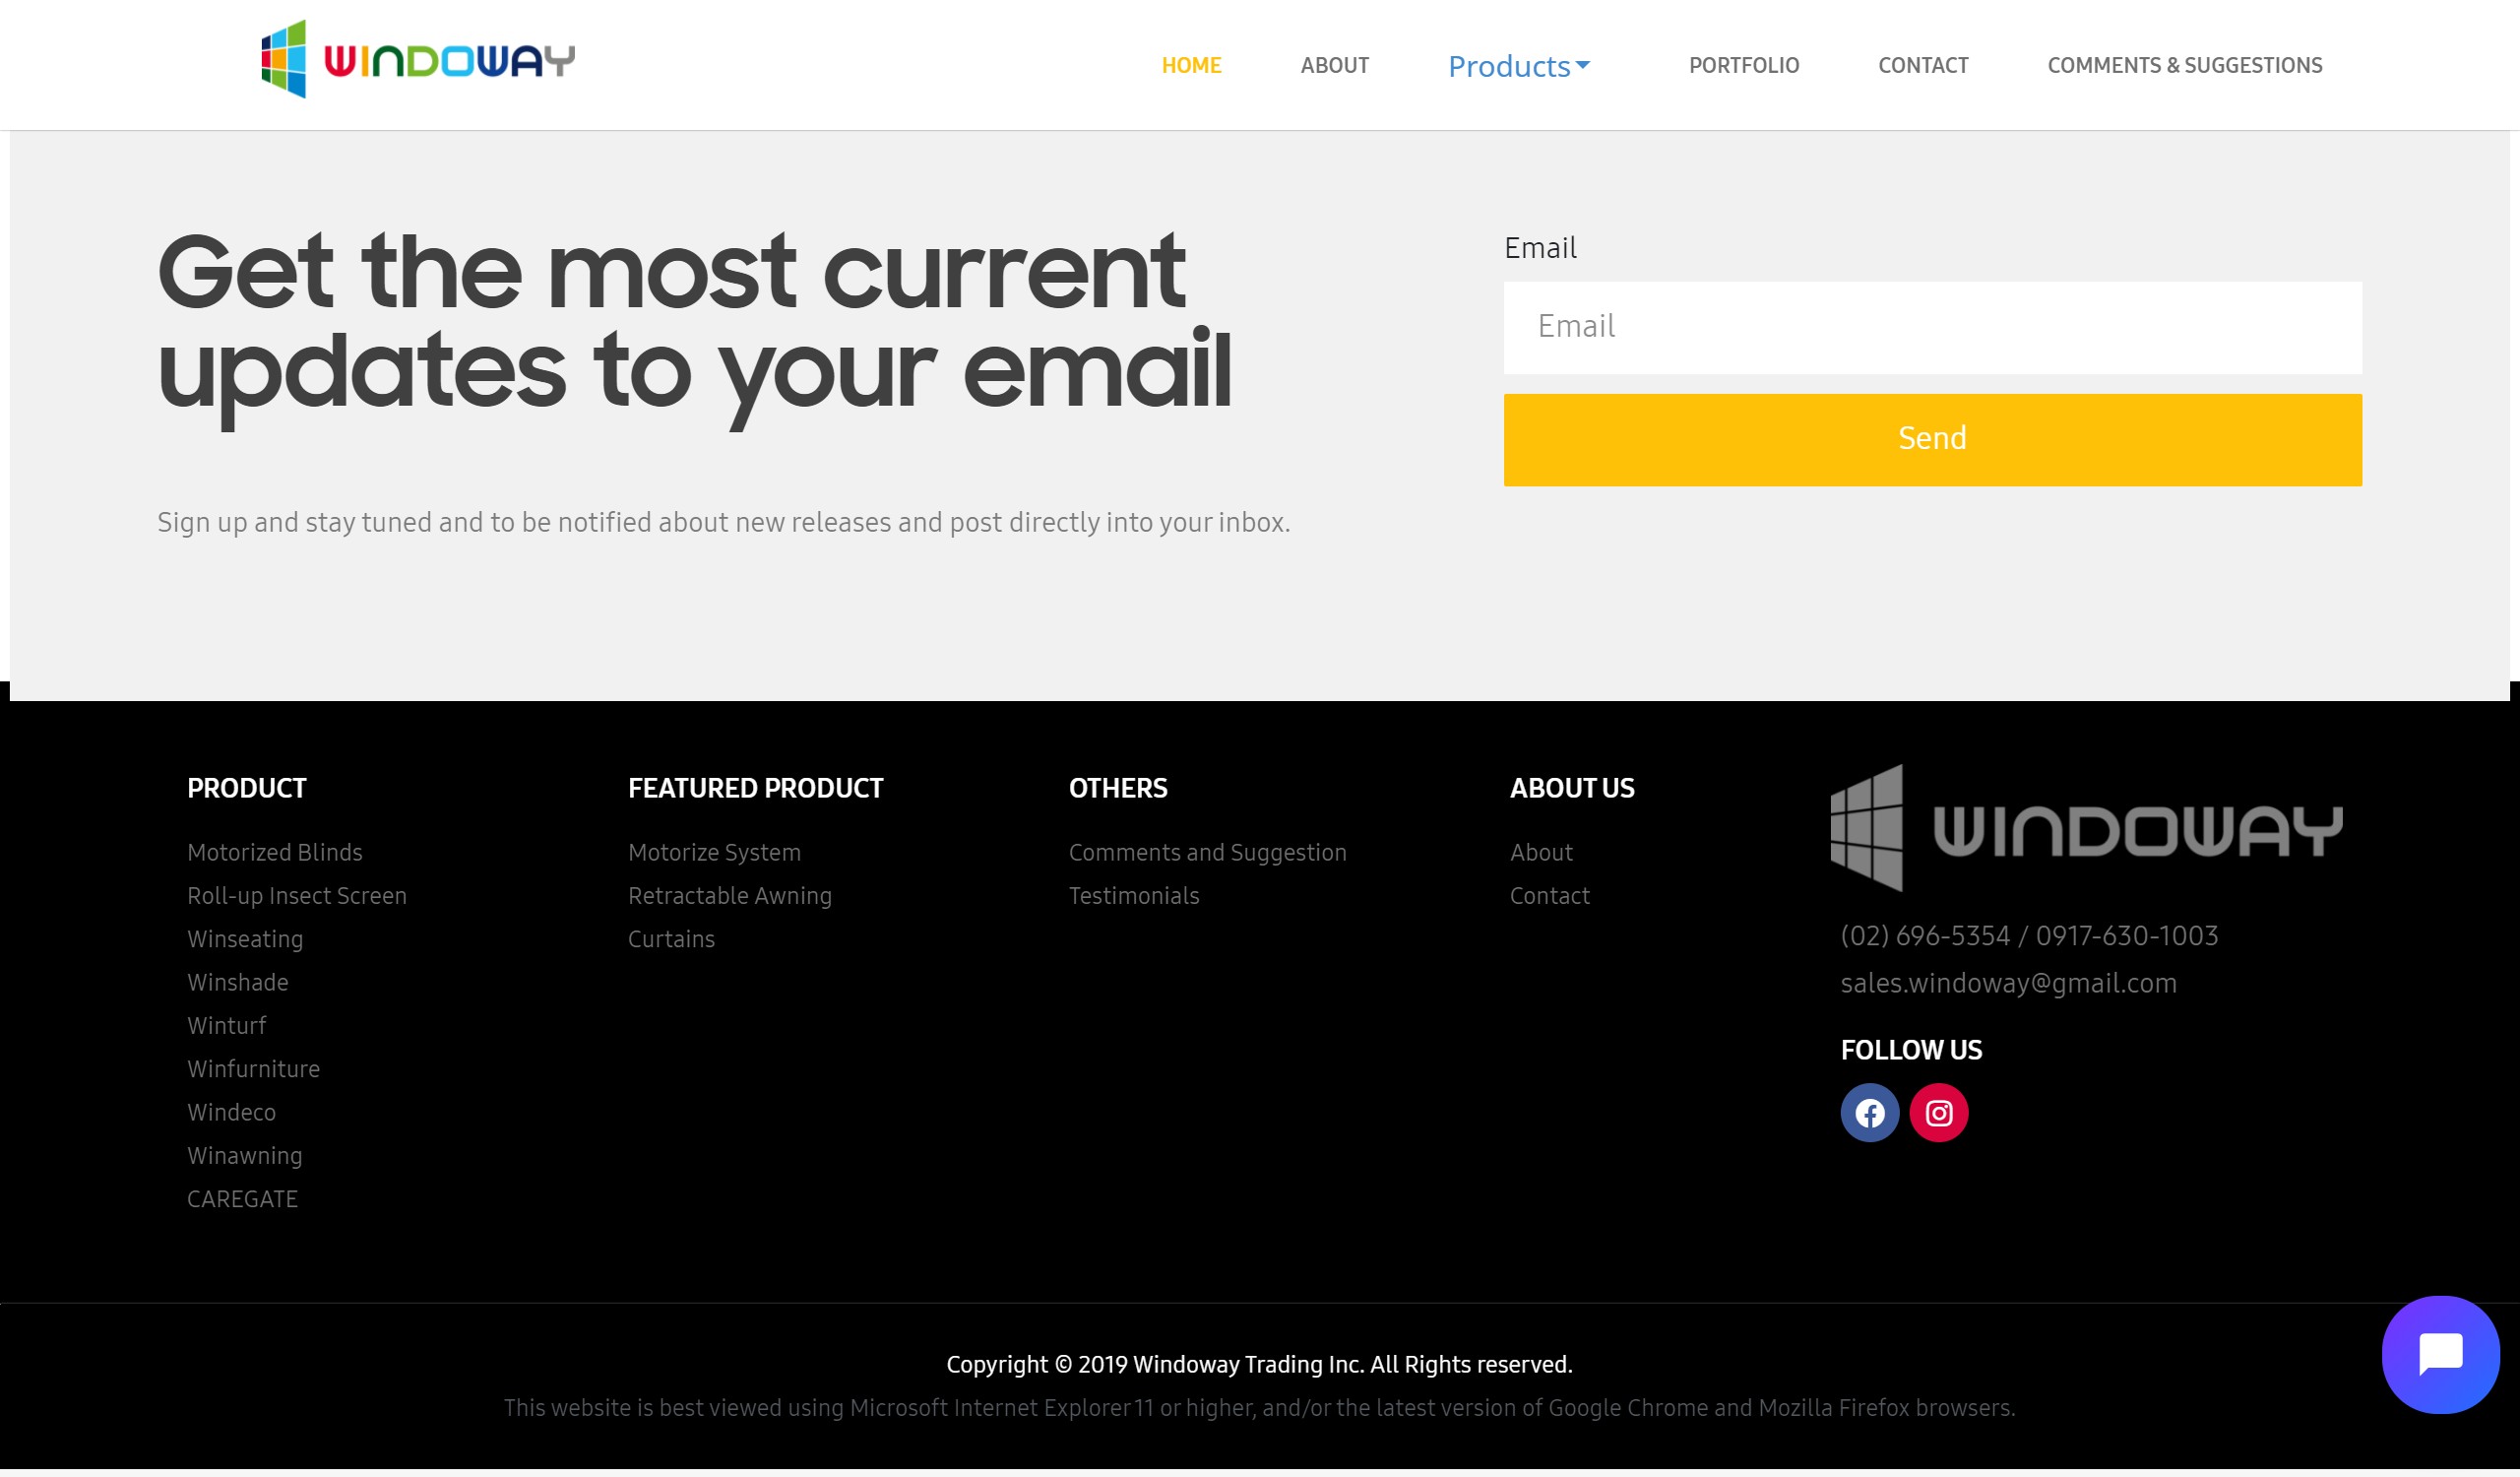 WINDOWAY
HOME
ABOUT
Products
PORTFOLIO
CONTACT
COMMENTS & SUGGESTIONS
Get the most current
updates to your email
Sign up and stay tuned and to be notified about new releases and post directly into your inbox.
Email
Email
Send
PRODUCT
Motorized Blinds
Roll-up Insect Screen
Winseating
Winshade
Winturf
Winfurniture
Windeco
Winawning
CAREGATE
FEATURED PRODUCT
Motorize System
Retractable Awning
Curtains
OTHERS
Comments and Suggestion
Testimonials
ABOUT US
About
Contact
WINDOWAY
(02) 696-5354 / 0917-630-1003
sales.windoway@gmail.com
FOLLOW US
Copyright © 2019 Windoway Trading Inc. All Rights reserved.
This website is best viewed using Microsoft Internet Explorer 11 or higher, and/or the latest version of Google Chrome and Mozilla Firefox browsers.